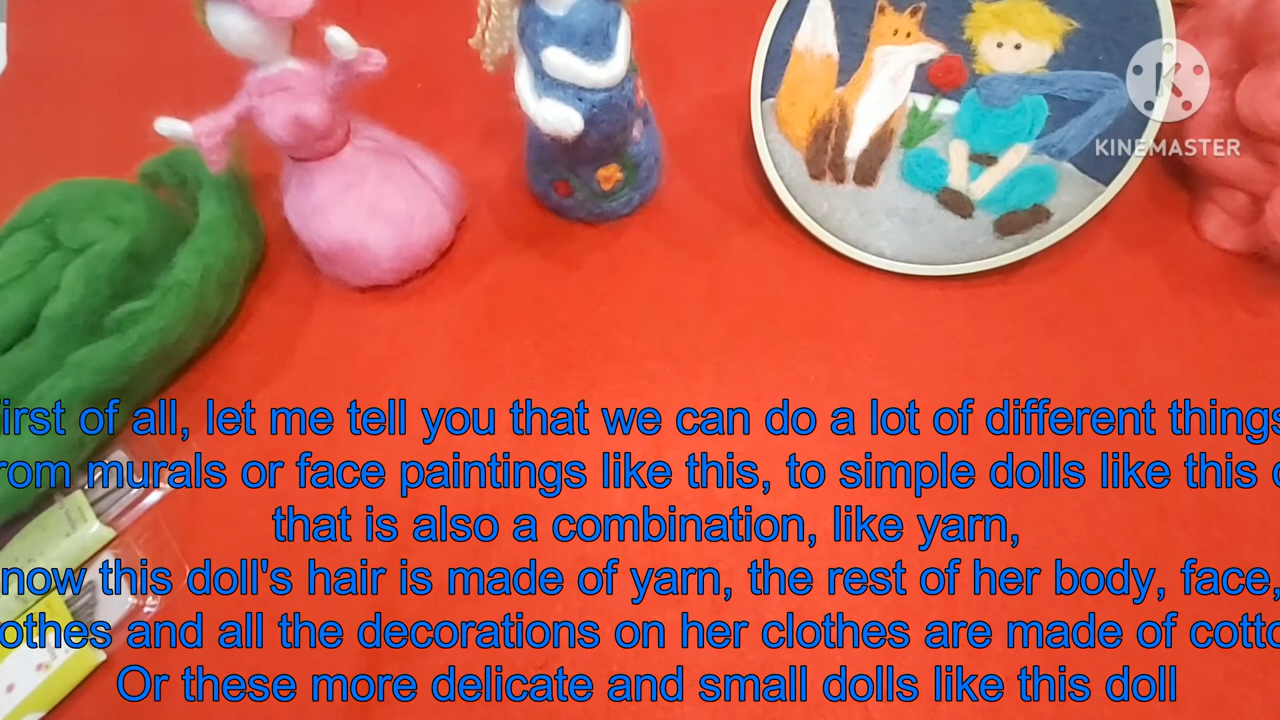 KINEMASTER
irst of all, let me tell you that we can do a lot of different things
rom murals or face paintings like this, to simple dolls like this
that is also a combination, like yarn,
now this doll's hair is made of yarn, the rest of her body, face,
othes and all the decorations on her clothes are made of cotto
Or these more delicate and small dolls like this doll